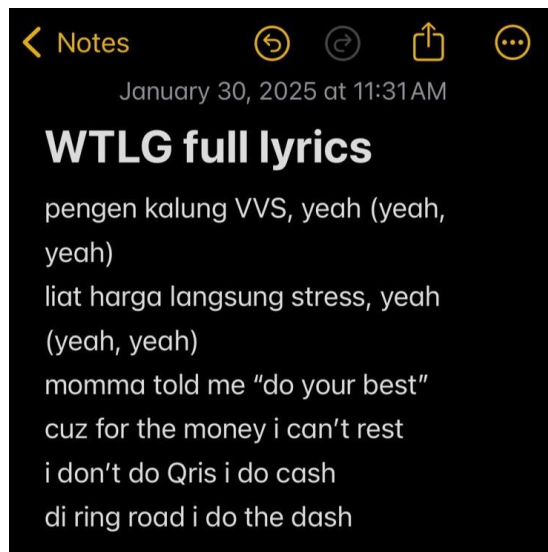 Notes
January 30, 2025 at 11:31 AM
WTLG full lyrics
pengen kalung VVS, yeah (yeah,
yeah)
liat harga langsung stress, yeah
(yeah, yeah)
momma told me “do your best”
cuz for the money i can’t rest
i don’t do Qris i do cash
di ring road i do the dash